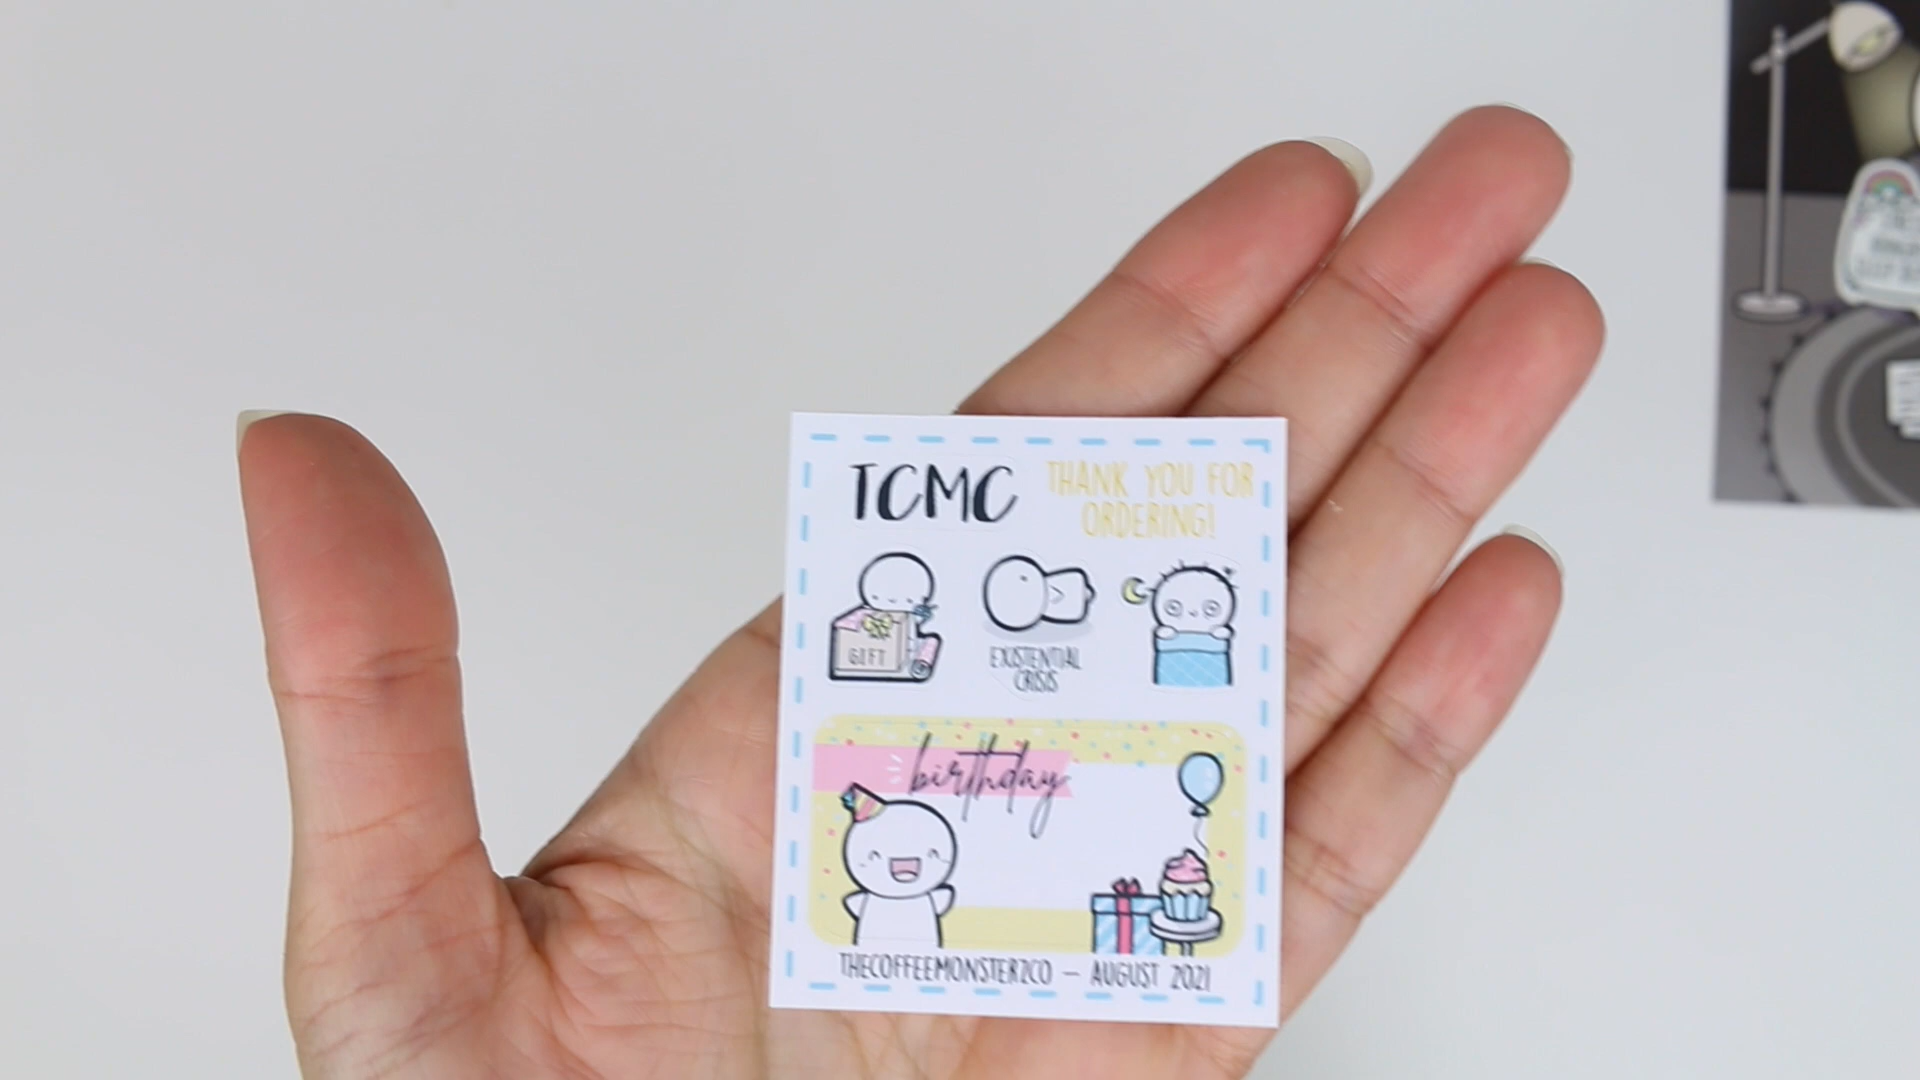 TCMC
THANK YOU FOR
ORDERING!
GIFT
EXISTENTIAL
CRISIS
birthday
THECOFFEEMONSTERZCO – AUGUST 2021